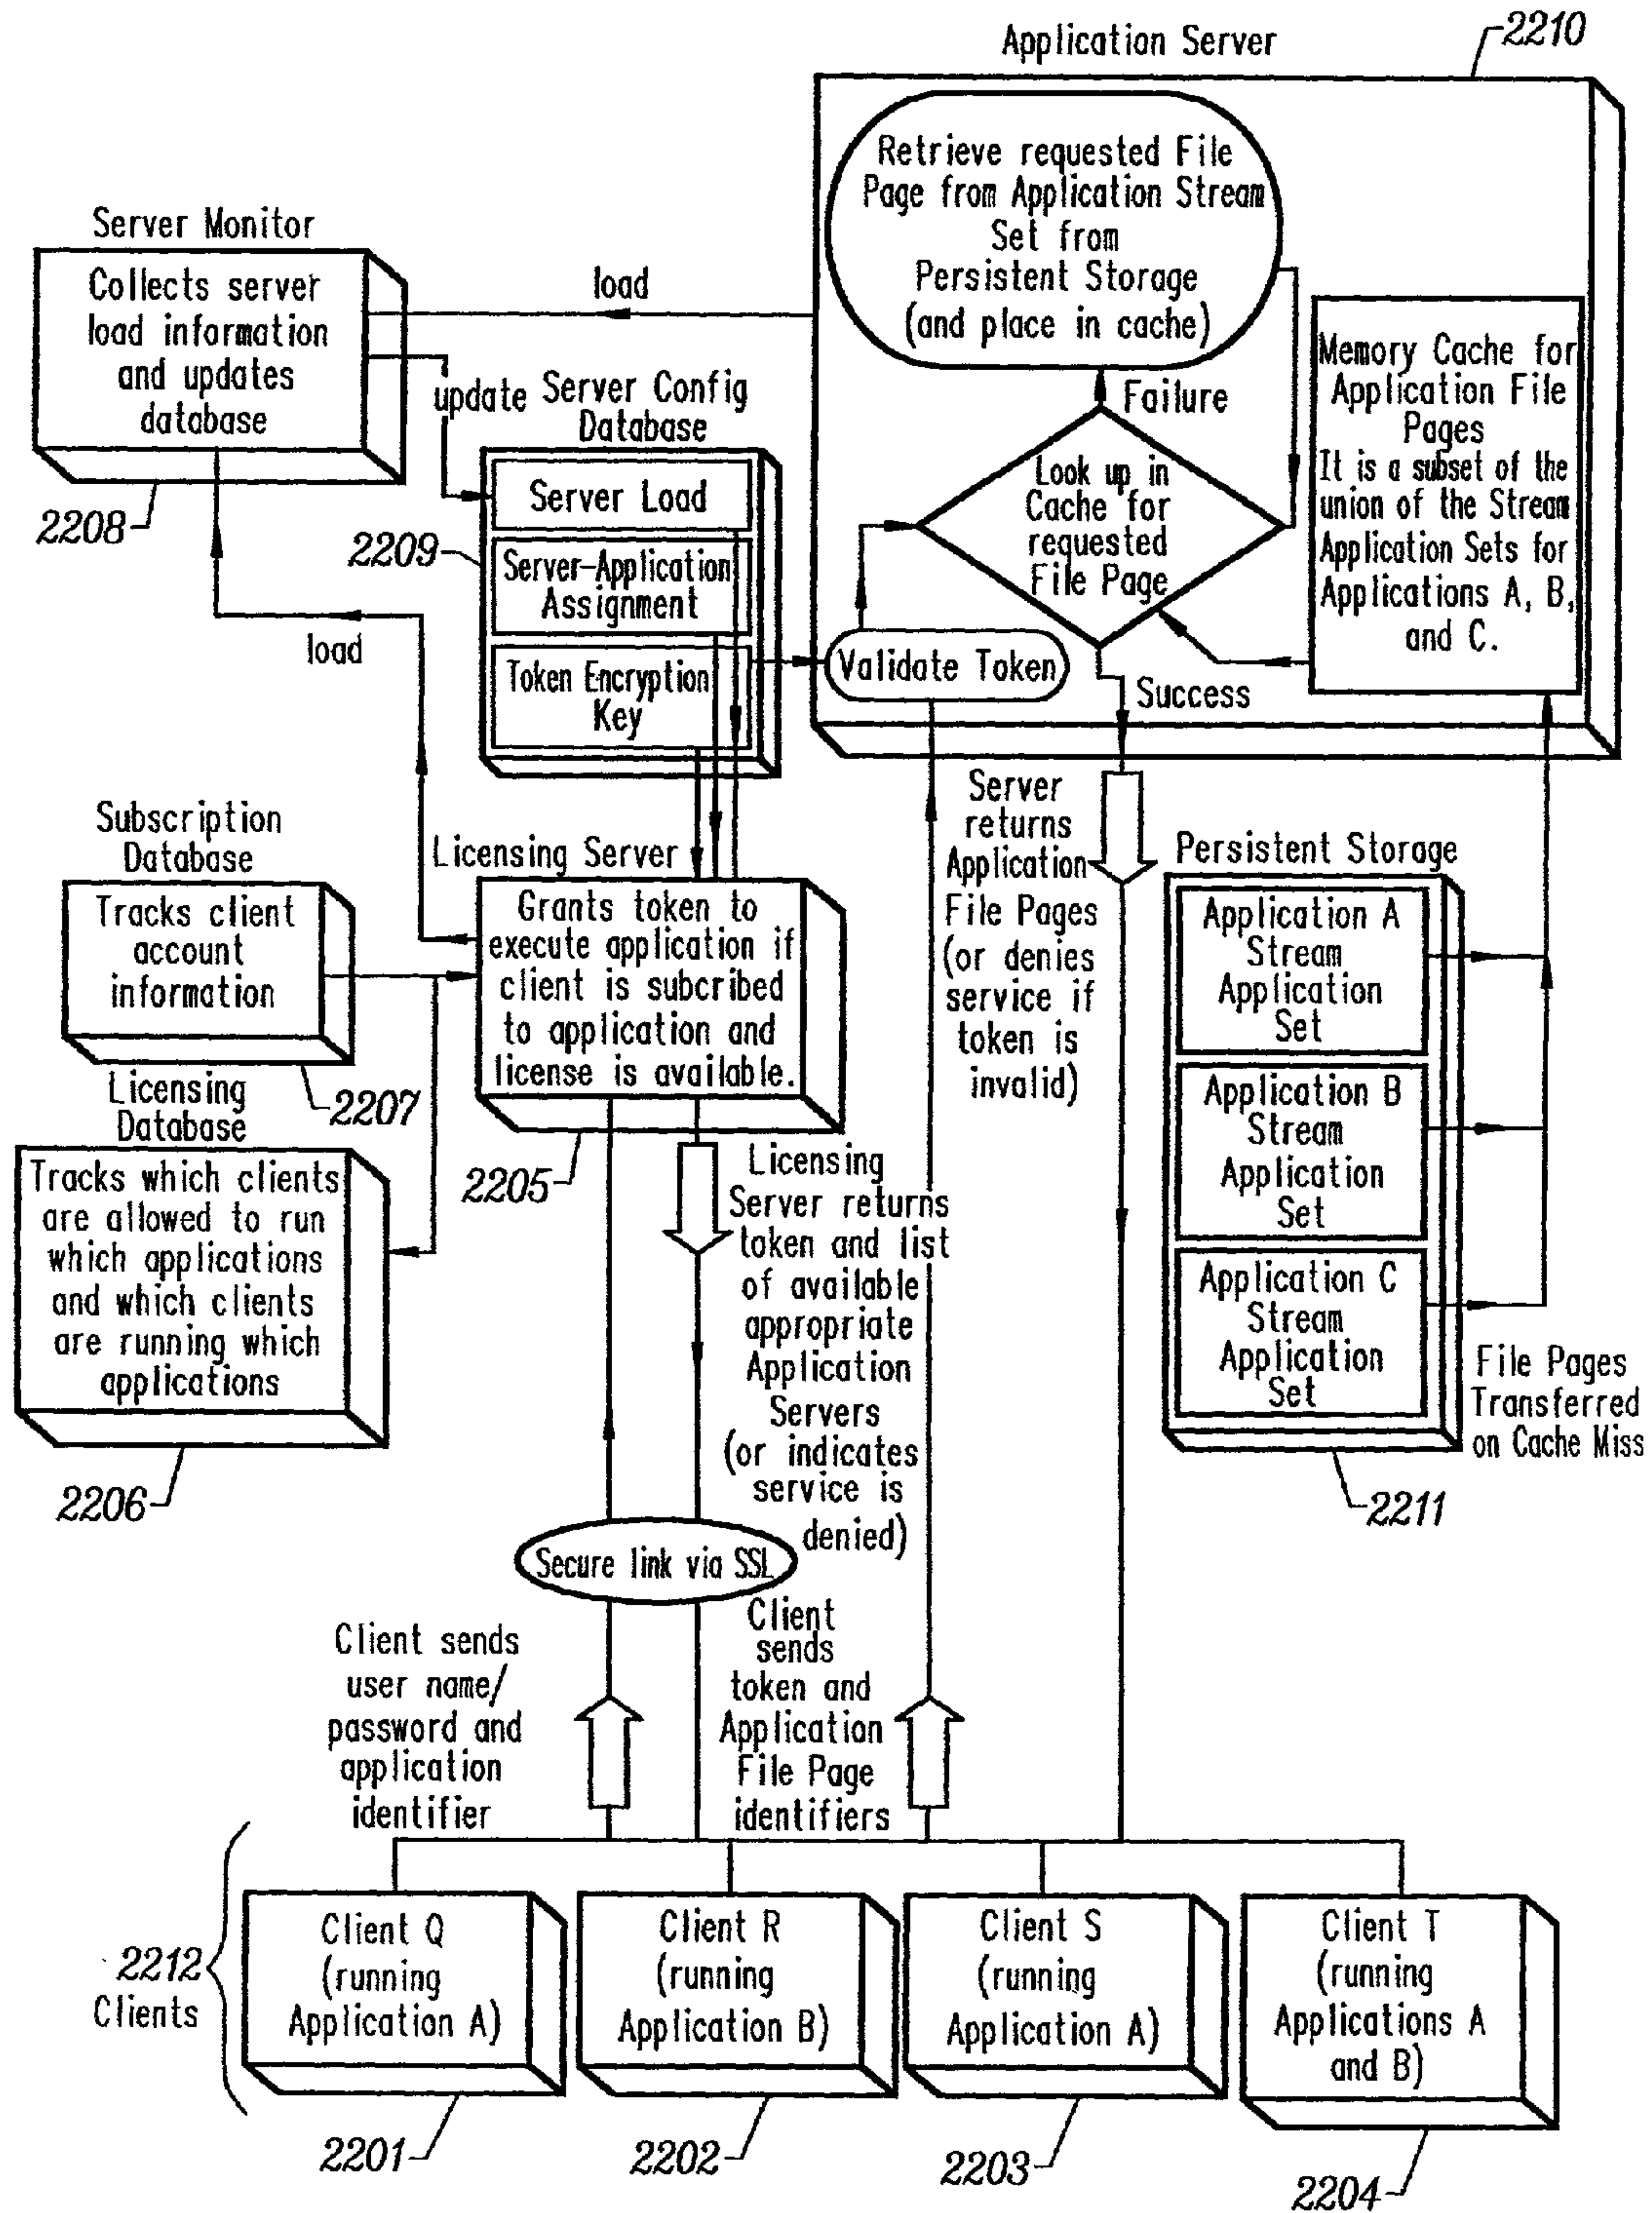 Application Server
2210
Retrieve requested File
Page from Application Stream
Set from
Persistent Storage
(and place in cache)
Server Monitor
Collects server
load information
and updates
database
2208
load
update
Server Config
Database
Server Load
2209
Server-Application
Assignment
Token Encryption
Key
load
Failure
Look up in
Cache for
requested
File Page
Validate Token
Success
Memory Cache for
Application File
Pages
It is a subset of the
union of the Stream
Application Sets for
Applications A, B,
and C.
Subscription
Database
Tracks client
account
information
2207
Licensing Server
Grants token to
execute application if
client is subcribed
to application and
license is available.
2205
Server
returns
Application
File Pages
(or denies
service if
token is
invalid)
Persistent Storage
Application A
Stream
Application
Set
Application B
Stream
Application
Set
Application C
Stream
Application
Set
File Pages
Transferred
on Cache Miss
2211
Licensing
Database
Tracks which clients
are allowed to run
which applications
and which clients
are running which
applications
2206
Licensing
Server returns
token and list
of available
appropriate
Application
Servers
(or indicates
service is
denied)
Secure link via SSL
Client sends
user name/
password and
application
identifier
Client
sends
token and
Application
File Page
identifiers
2212
Clients
Client Q
(running
Application A)
2201
Client R
(running
Application B)
2202
Client S
(running
Application A)
2203
Client T
(running
Applications A
and B)
2204